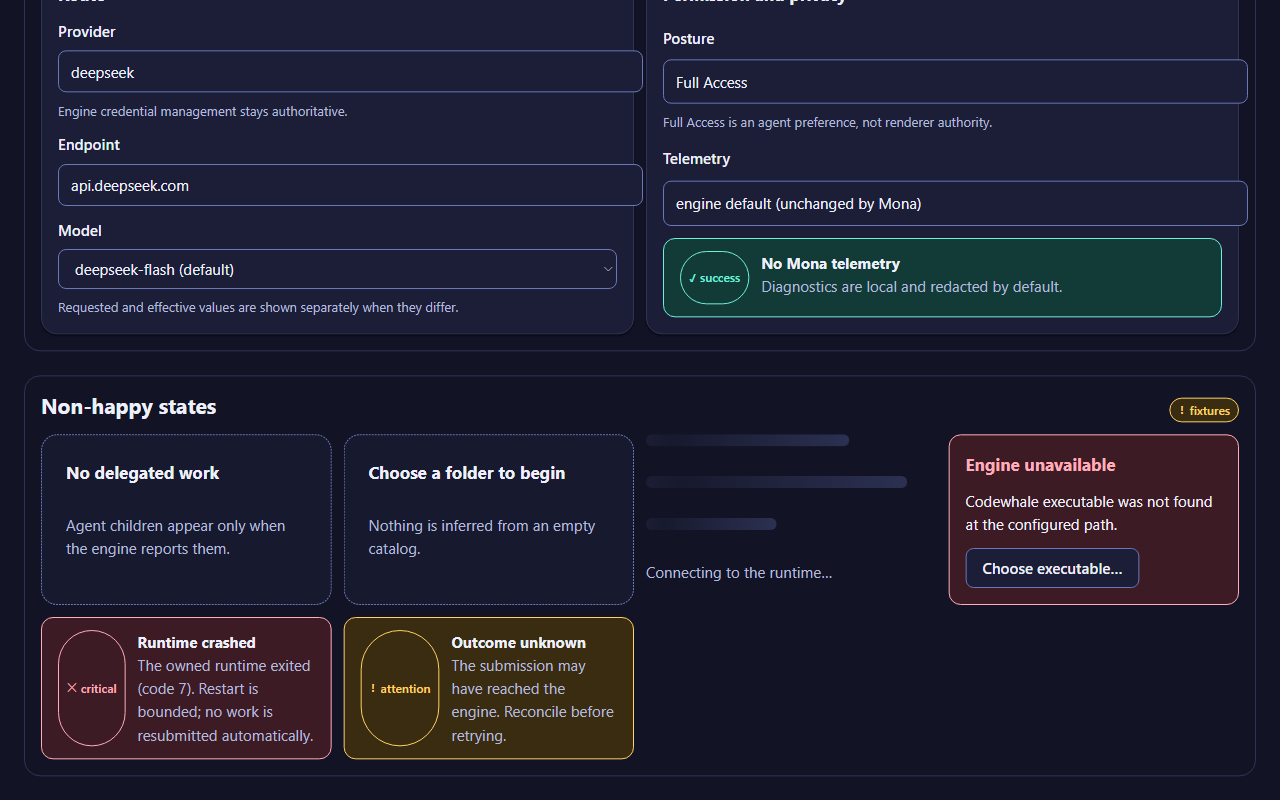 Provider
deepseek
Engine credential management stays authoritative.
Endpoint
api.deepseek.com
Model
deepseek-flash (default)
Requested and effective values are shown separately when they differ.
Posture
Full Access
Full Access is an agent preference, not renderer authority.
Telemetry
engine default (unchanged by Mona)
✓ success
No Mona telemetry
Diagnostics are local and redacted by default.
Non-happy states
! fixtures
No delegated work
Agent children appear only when
the engine reports them.
Choose a folder to begin
Nothing is inferred from an empty
catalog.
Connecting to the runtime…
Engine unavailable
Codewhale executable was not found
at the configured path.
Choose executable…
✕ critical
Runtime crashed
The owned runtime exited
(code 7). Restart is
bounded; no work is
resubmitted automatically.
! attention
Outcome unknown
The submission may
have reached the
engine. Reconcile before
retrying.